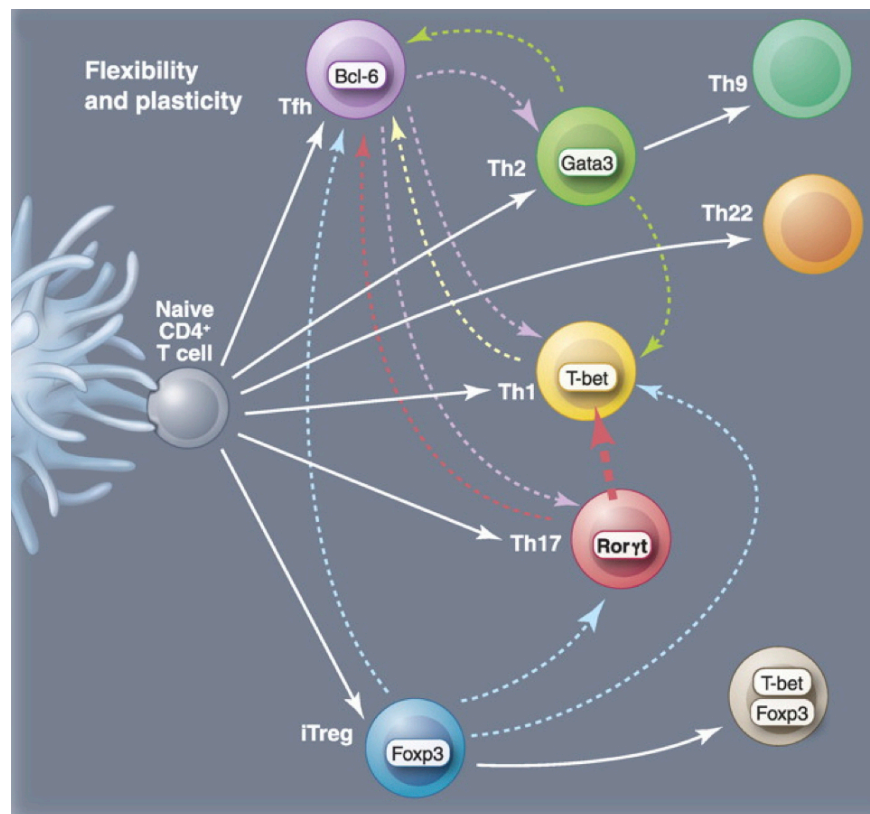 Flexibility
and plasticity
Bcl-6
Tfh
Th9
Th2
Gata3
Th22
Naive
CD4⁺
T cell
T-bet
Th1
Th17
Rorγt
iTreg
Foxp3
T-bet
Foxp3